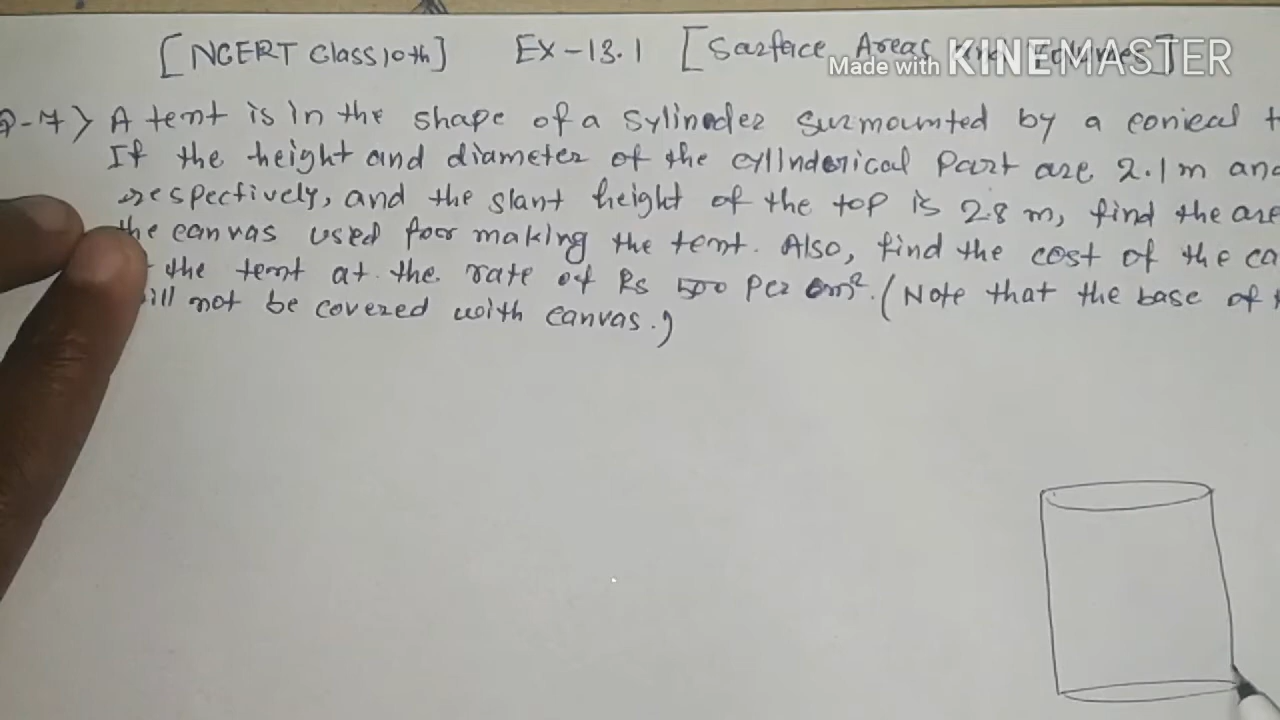 [NCERT Class 10th] EX-13.1 [Surface Areas
Made with KINEMASTER
Q-7> A tent is in the shape of a Sylinder surmounted by a conical
If the height and diameter of the cyllinderical Part are 2.1 m and
respectively, and the slant height of the top is 2.8 m, find the are
the canvas used foor making the tent. Also, find the cost of the ca
the tent at the rate of Rs 500 Per m². (Note that the base of
ill not be covered with canvas.)